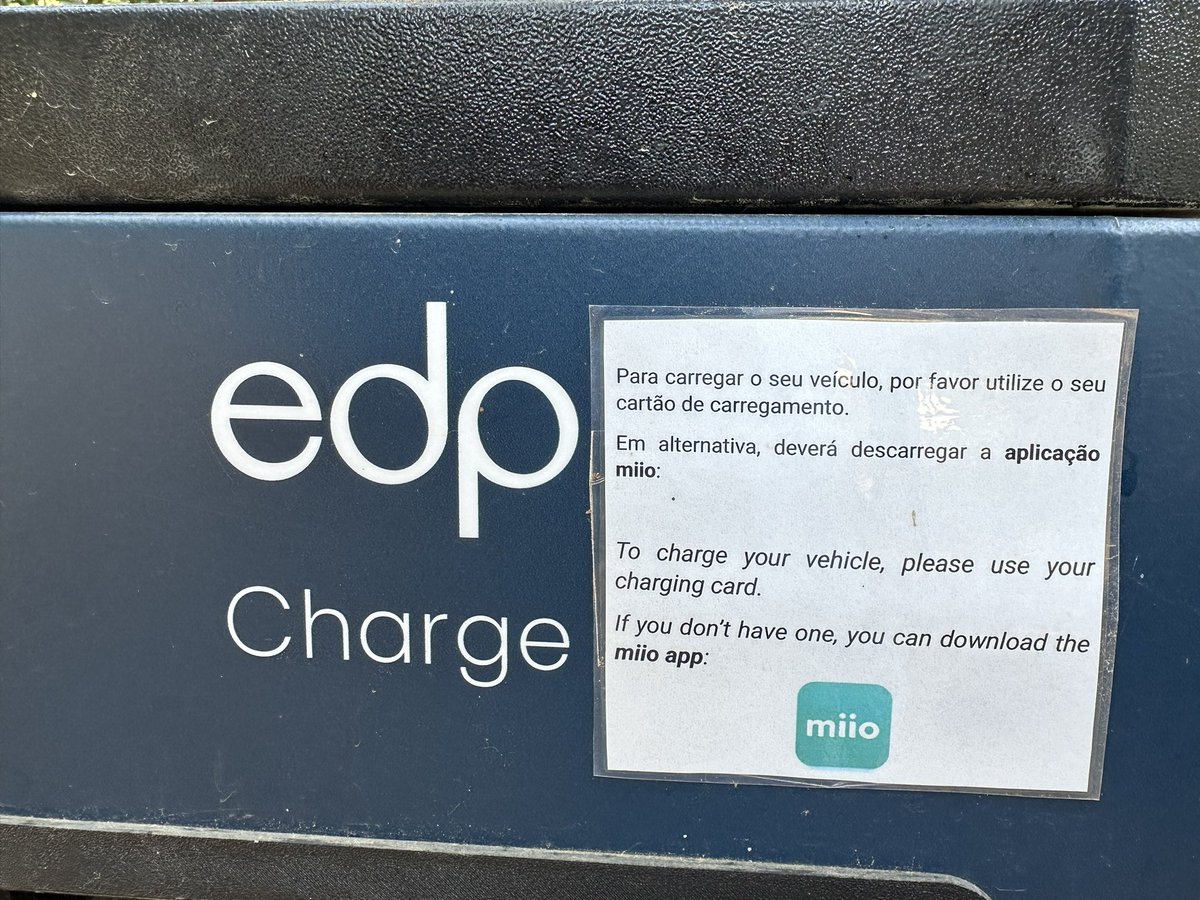 edp
Charge
Para carregar o seu veículo, por favor utilize o seu
cartão de carregamento.
Em alternativa, deverá descarregar a aplicação
miio:
To charge your vehicle, please use your
charging card.
If you don't have one, you can download the
miio app:
miio